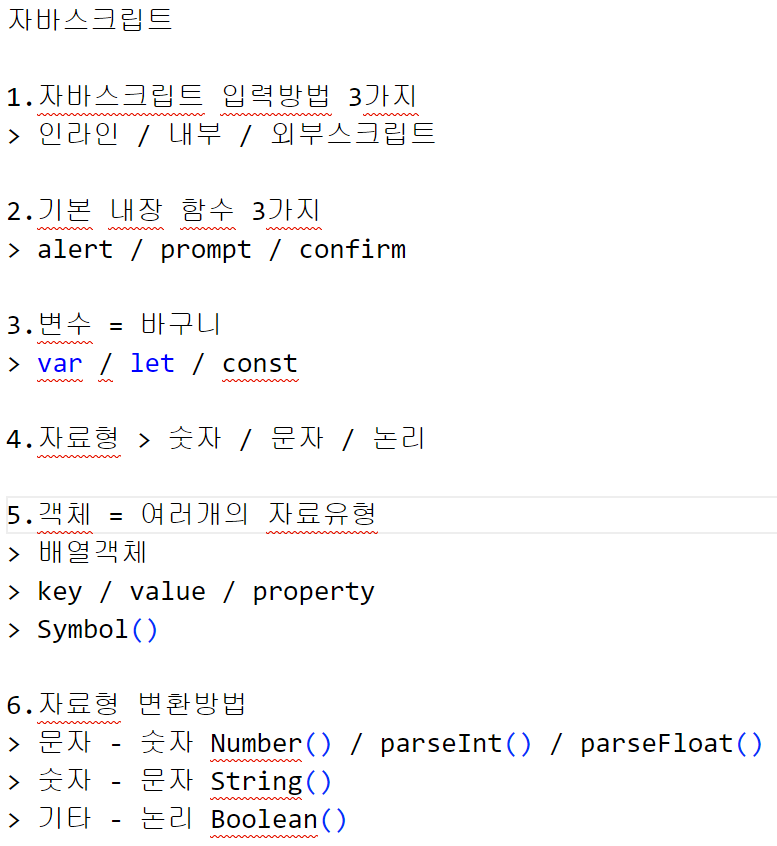 자바스크립트
1.자바스크립트 입력방법 3가지
> 인라인 / 내부 / 외부스크립트
2.기본 내장 함수 3가지
> alert / prompt / confirm
3.변수 = 바구니
> var / let / const
4.자료형 > 숫자 / 문자 / 논리
5.객체 = 여러개의 자료유형
> 배열객체
> key / value / property
> Symbol()
6.자료형 변환방법
> 문자 - 숫자 Number() / parseInt() / parseFloat()
> 숫자 - 문자 String()
> 기타 - 논리 Boolean()